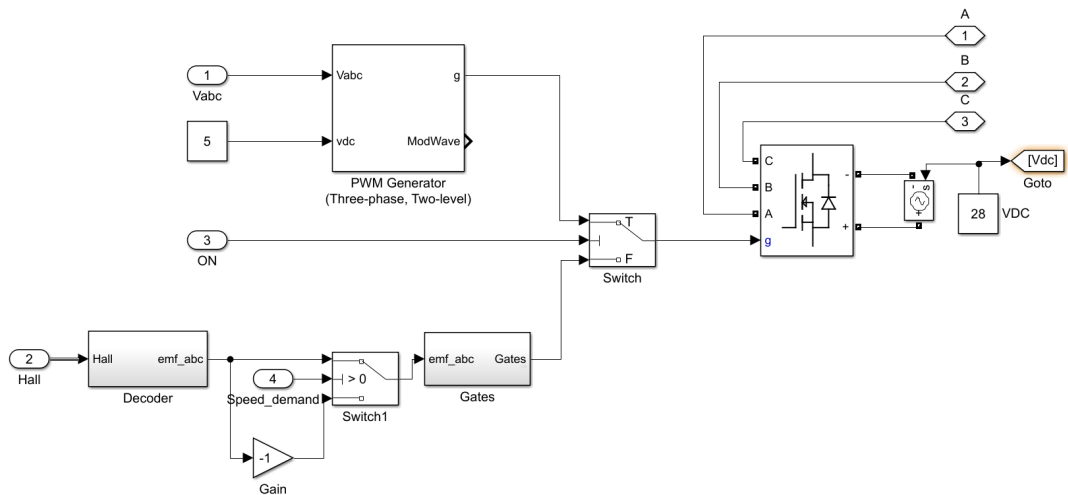 A
1
B
2
C
3
1
Vabc
Vabc
g
5
vdc
ModWave
PWM Generator
(Three-phase, Two-level)
C
B
A
g
-
+
-
s
+
[Vdc]
Goto
28
VDC
3
ON
T
F
Switch
2
Hall
Hall
emf_abc
Decoder
4
Speed_demand
> 0
Switch1
emf_abc
Gates
Gates
-1
Gain